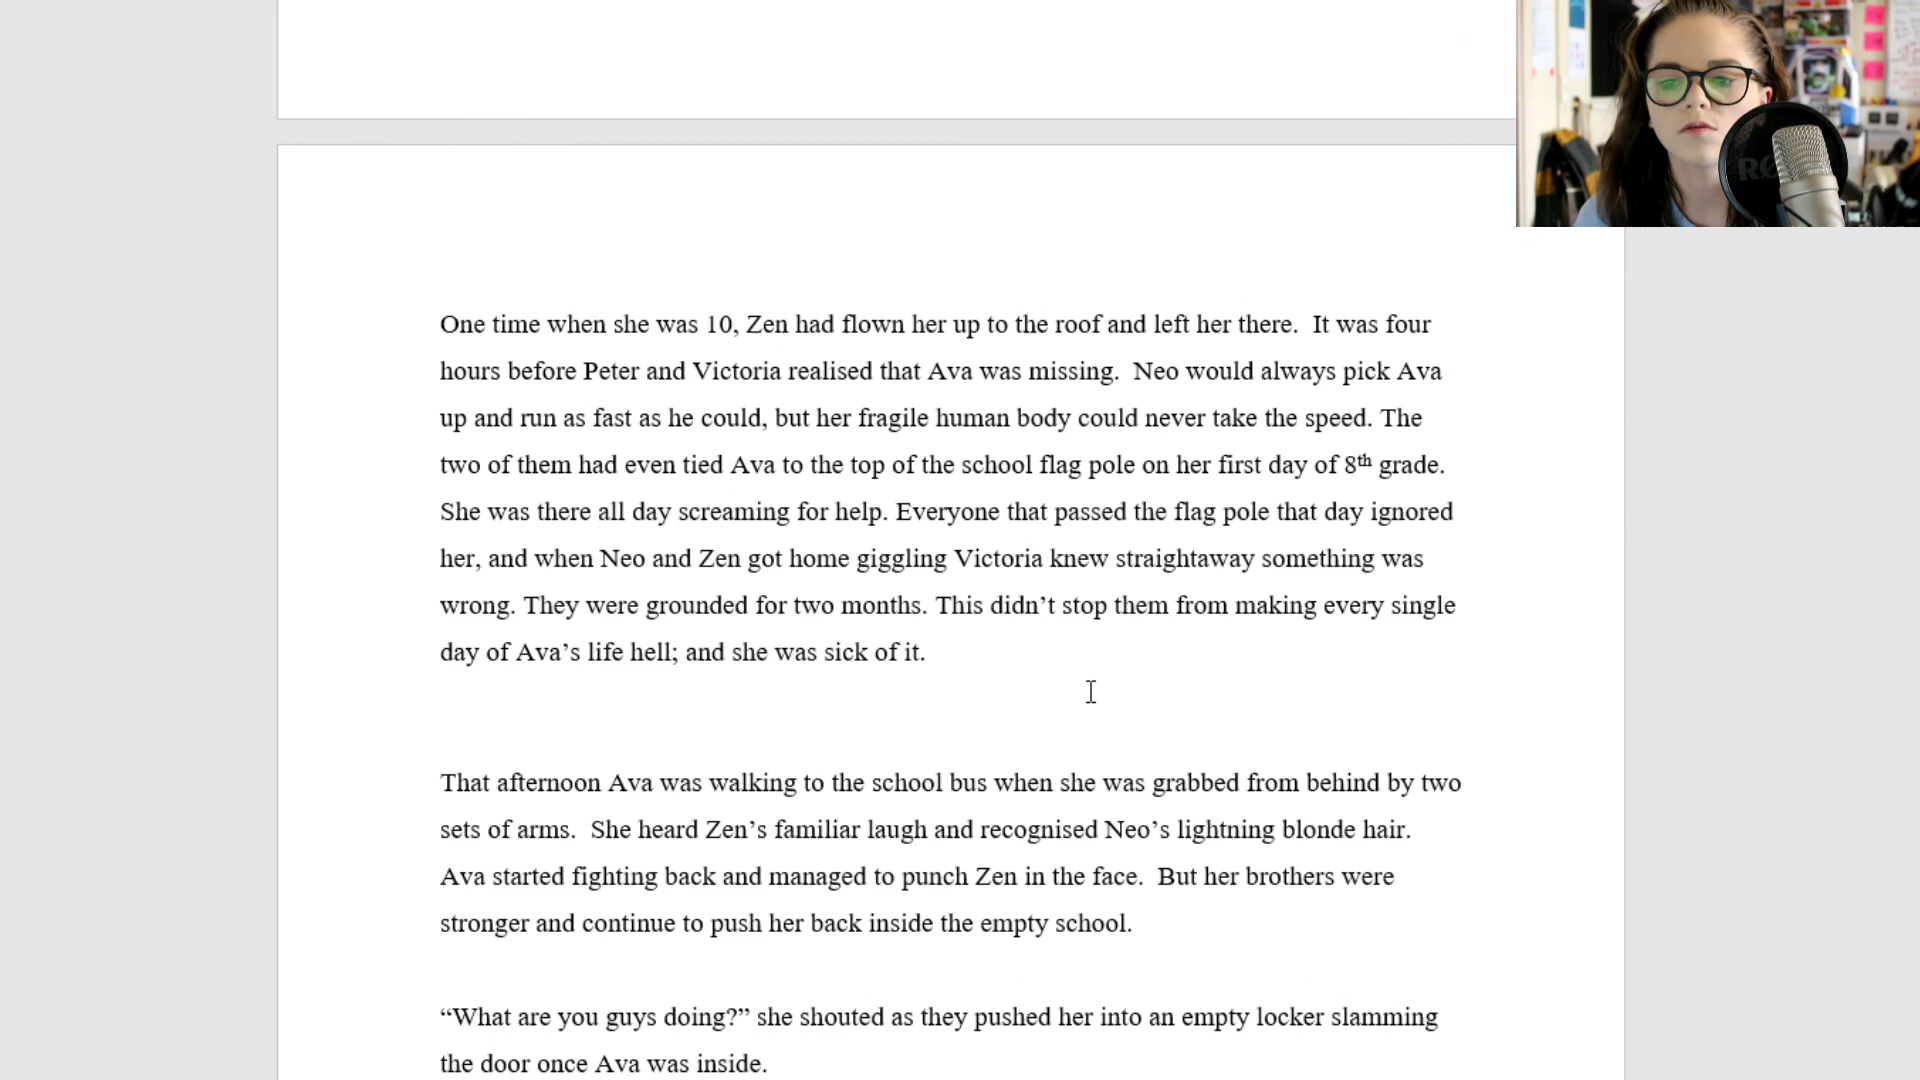 One time when she was 10, Zen had flown her up to the roof and left her there.  It was four
hours before Peter and Victoria realised that Ava was missing.  Neo would always pick Ava
up and run as fast as he could, but her fragile human body could never take the speed. The
two of them had even tied Ava to the top of the school flag pole on her first day of 8th grade.
She was there all day screaming for help. Everyone that passed the flag pole that day ignored
her, and when Neo and Zen got home giggling Victoria knew straightaway something was
wrong. They were grounded for two months. This didn’t stop them from making every single
day of Ava’s life hell; and she was sick of it.
That afternoon Ava was walking to the school bus when she was grabbed from behind by two
sets of arms.  She heard Zen’s familiar laugh and recognised Neo’s lightning blonde hair.
Ava started fighting back and managed to punch Zen in the face.  But her brothers were
stronger and continue to push her back inside the empty school.
“What are you guys doing?” she shouted as they pushed her into an empty locker slamming
the door once Ava was inside.